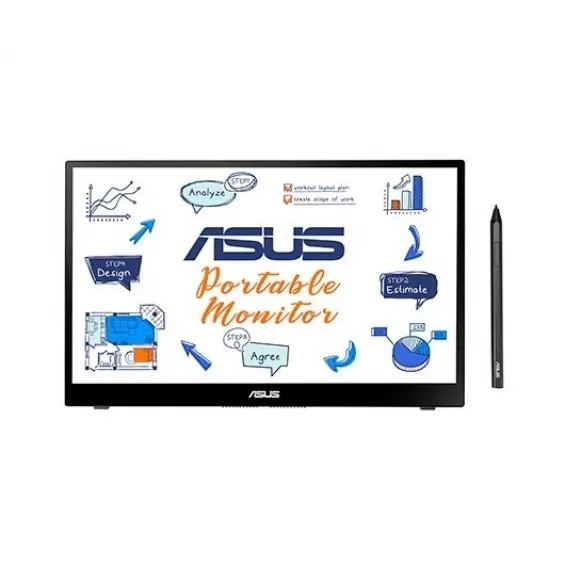 STEP1
Analyze
workout layout plan
create scope of work
ASUS
Portable
Monitor
STEP4
Design
STEP2
Estimate
STEP3
Agree
ASUS
ASUS